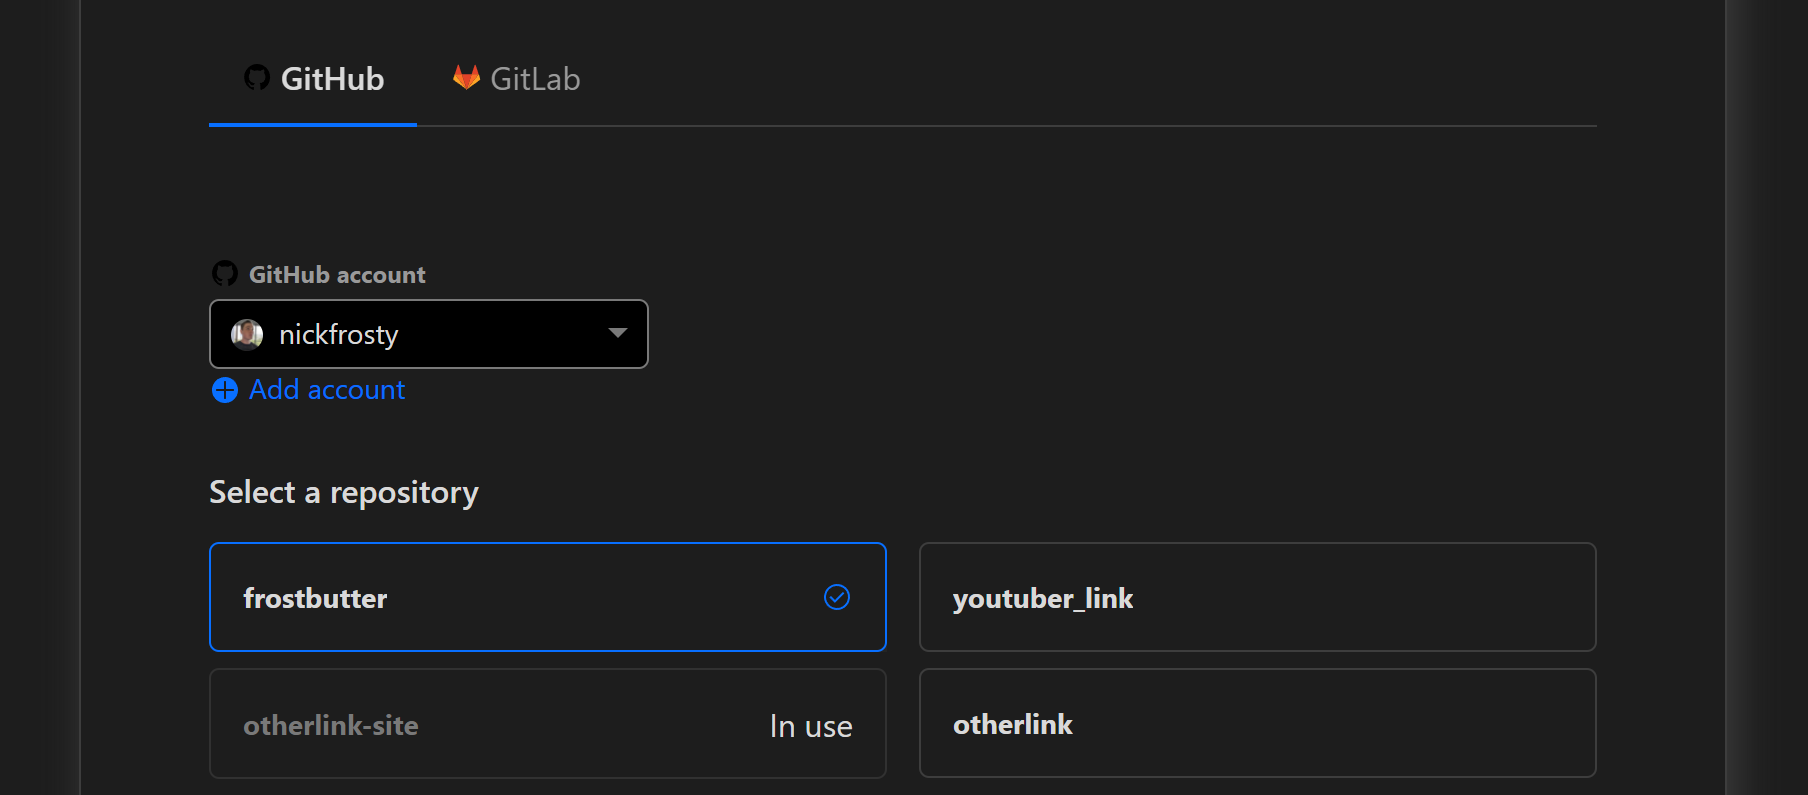 GitHub GitLab
GitHub account
nickfrosty
Add account
Select a repository
frostbutter
youtuber_link
otherlink-site In use
otherlink